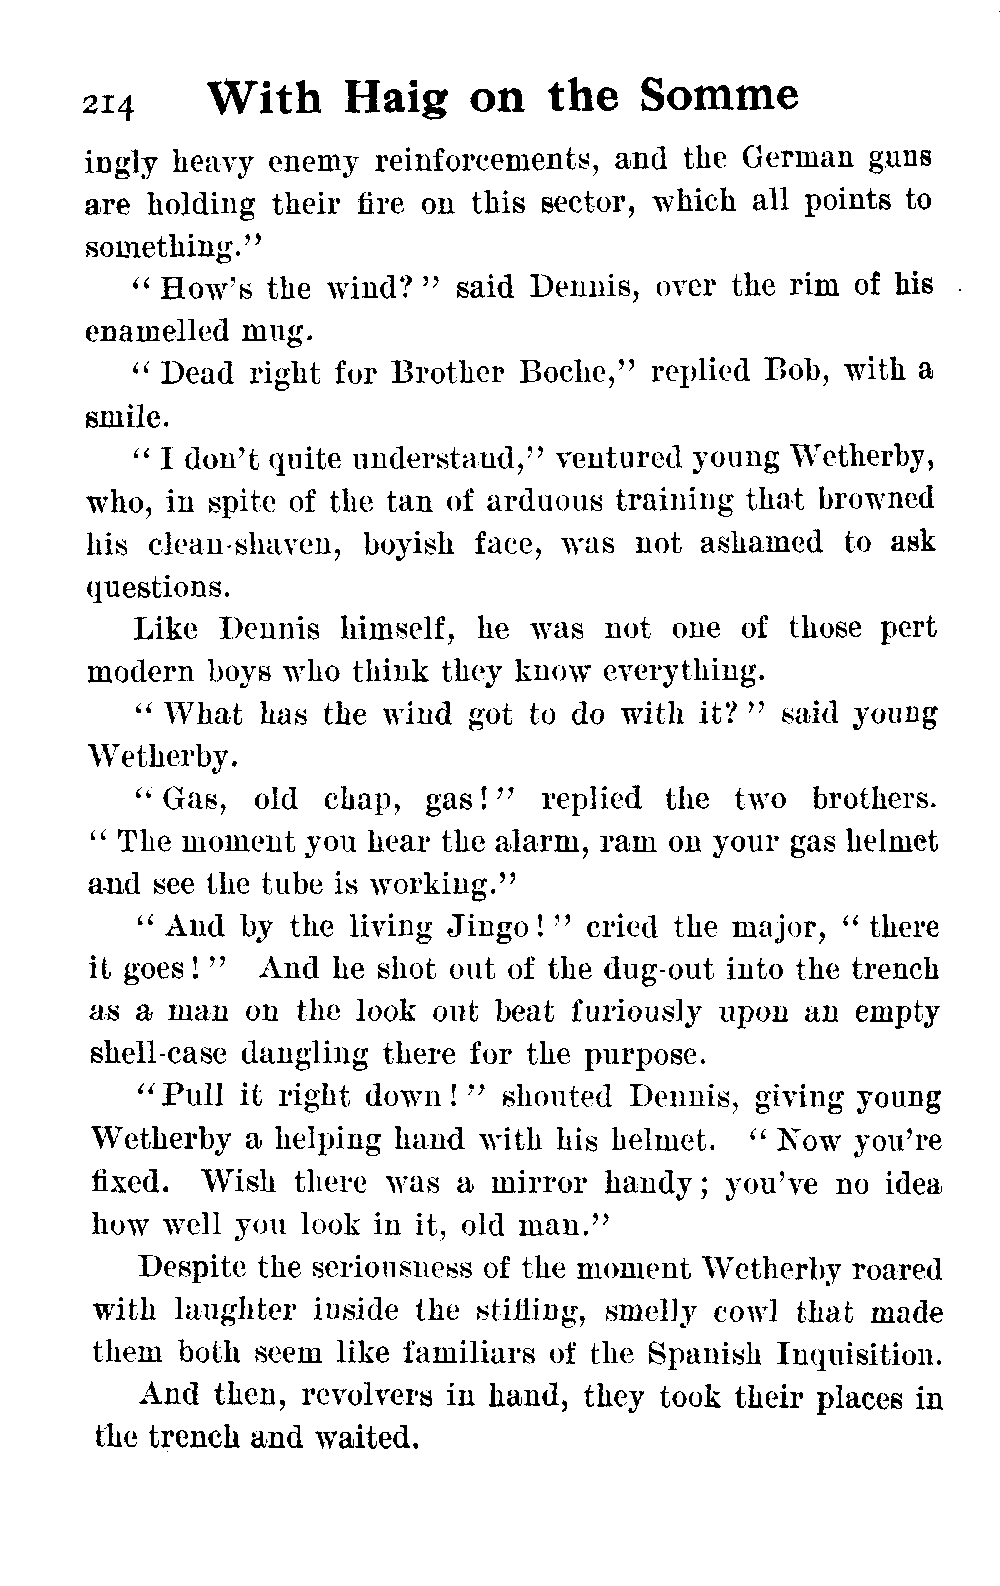 214 With Haig on the Somme
ingly heavy enemy reinforcements, and the German guns
are holding their fire on this sector, which all points to
something."
" How's the wind? " said Dennis, over the rim of his
enamelled mug.
" Dead right for Brother Boche," replied Bob, with a
smile.
" I don't quite understand," ventured young Wetherby,
who, in spite of the tan of arduous training that browned
his clean-shaven, boyish face, was not ashamed to ask
questions.
Like Dennis himself, he was not one of those pert
modern boys who think they know everything.
" What has the wind got to do with it? " said young
Wetherby.
" Gas, old chap, gas! " replied the two brothers.
" The moment you hear the alarm, ram on your gas helmet
and see the tube is working."
" And by the living Jingo! " cried the major, " there
it goes! " And he shot out of the dug-out into the trench
as a man on the look out beat furiously upon an empty
shell-case dangling there for the purpose.
" Pull it right down! " shouted Dennis, giving young
Wetherby a helping hand with his helmet. " Now you're
fixed. Wish there was a mirror handy; you've no idea
how well you look in it, old man."
Despite the seriousness of the moment Wetherby roared
with laughter inside the stifling, smelly cowl that made
them both seem like familiars of the Spanish Inquisition.
And then, revolvers in hand, they took their places in
the trench and waited.